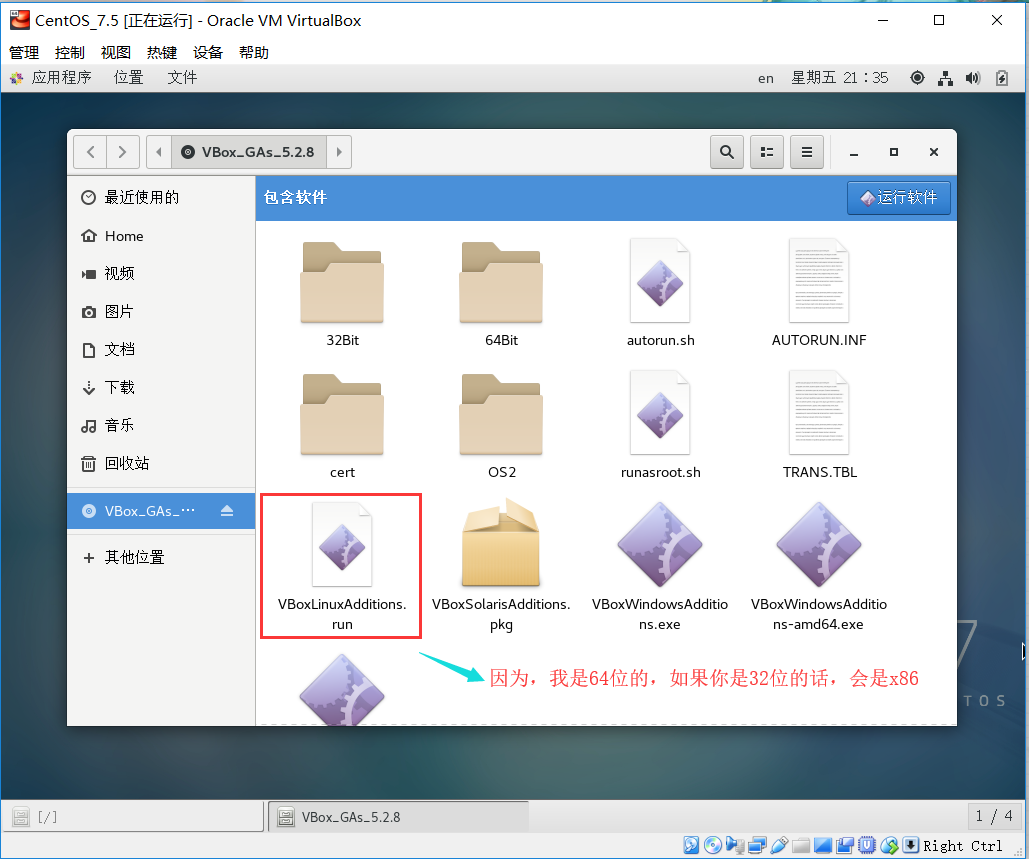 CentOS_7.5 [正在运行] - Oracle VM VirtualBox
管理 控制 视图 热键 设备 帮助
应用程序 位置 文件 en 星期五 21：35
VBox_GAs_5.2.8
最近使用的
Home
视频
图片
文档
下载
音乐
回收站
VBox_GAs_…
其他位置
包含软件 运行软件
32Bit 64Bit autorun.sh AUTORUN.INF
cert OS2 runasroot.sh TRANS.TBL
VBoxLinuxAdditions. VBoxSolarisAdditions. VBoxWindowsAdditio VBoxWindowsAdditio
run pkg ns.exe ns-amd64.exe
因为，我是64位的，如果你是32位的话，会是x86
7
TOS
[/] VBox_GAs_5.2.8 1 / 4
Right Ctrl